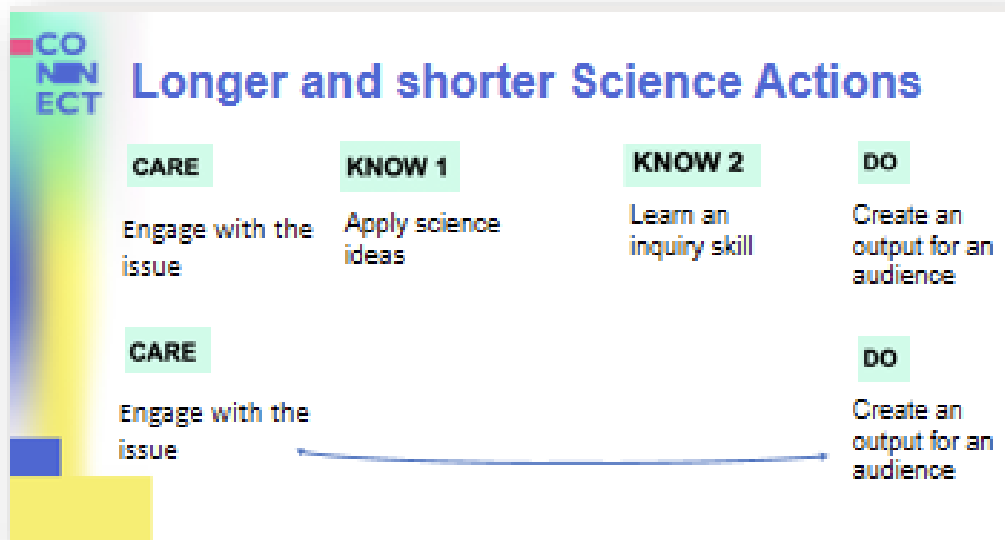 CO
NN
ECT
Longer and shorter Science Actions
CARE
KNOW 1
KNOW 2
DO
Engage with the
issue
Apply science
ideas
Learn an
inquiry skill
Create an
output for an
audience
CARE
DO
Engage with the
issue
Create an
output for an
audience